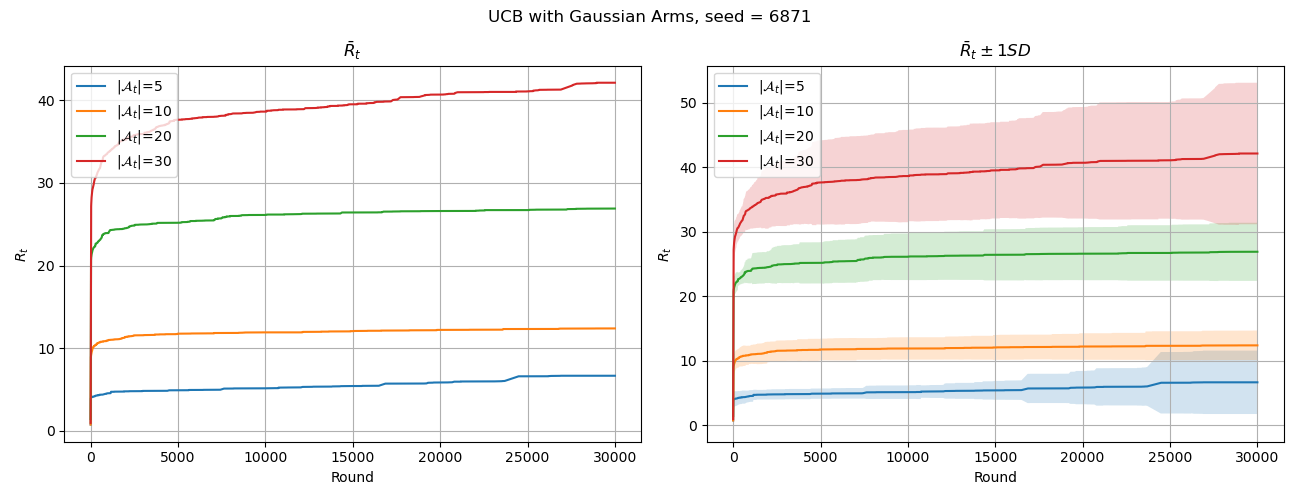 UCB with Gaussian Arms, seed = 6871
R̄ₜ
R̄ₜ ± 1SD
|𝒜ₜ|=5
|𝒜ₜ|=10
|𝒜ₜ|=20
|𝒜ₜ|=30
|𝒜ₜ|=5
|𝒜ₜ|=10
|𝒜ₜ|=20
|𝒜ₜ|=30
40
30
20
10
0
50
40
30
20
10
0
Rₜ
Rₜ
0 5000 10000 15000 20000 25000 30000
0 5000 10000 15000 20000 25000 30000
Round
Round